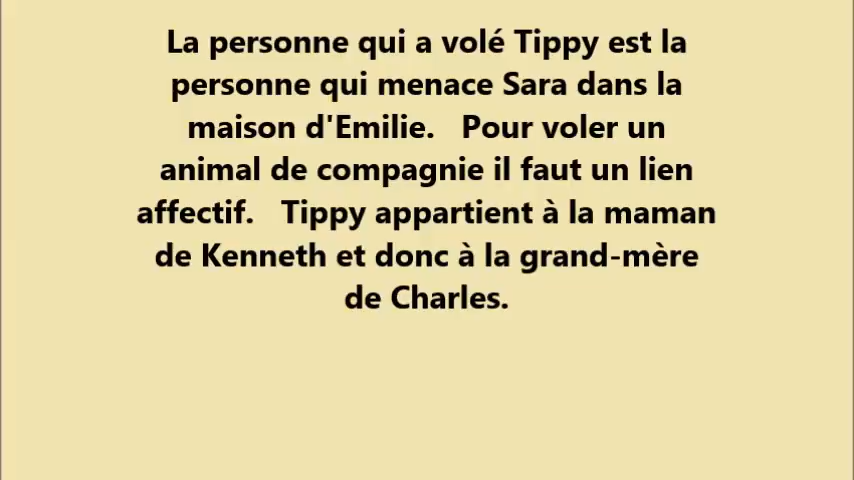 La personne qui a volé Tippy est la
personne qui menace Sara dans la
maison d'Emilie.   Pour voler un
animal de compagnie il faut un lien
affectif.   Tippy appartient à la maman
de Kenneth et donc à la grand-mère
de Charles.